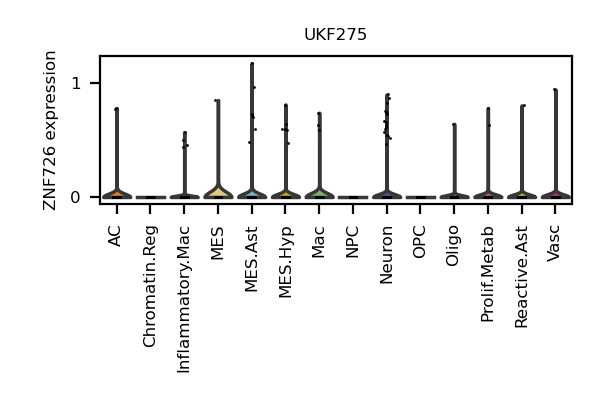 UKF275
ZNF726 expression
1
0
AC
Chromatin.Reg
Inflammatory.Mac
MES
MES.Ast
MES.Hyp
Mac
NPC
Neuron
OPC
Oligo
Prolif.Metab
Reactive.Ast
Vasc